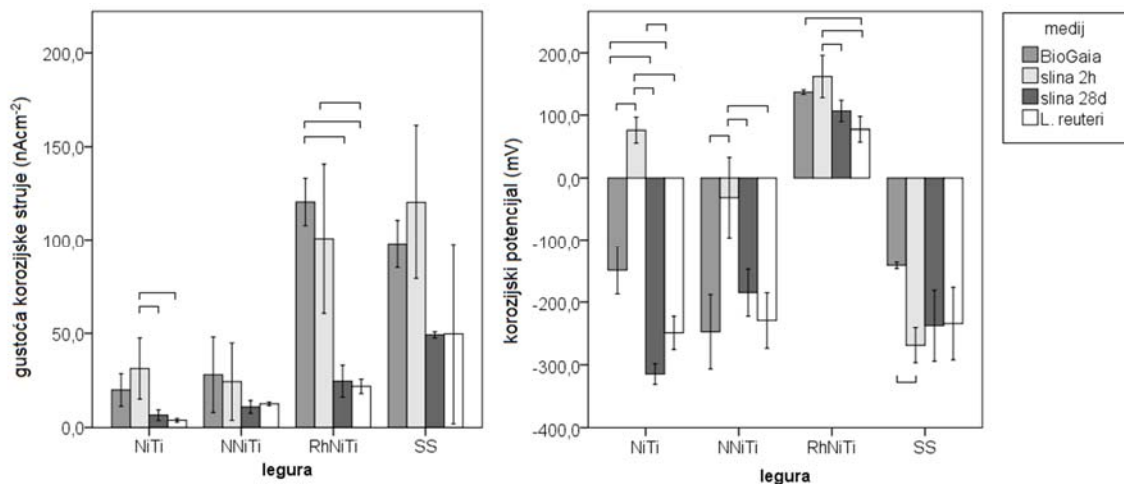 gustoća korozijske struje (nAcm⁻²)
200,0
150,0
100,0
50,0
0,0
NiTi NNiTi RhNiTi SS
legura
korozijski potencijal (mV)
200,0
100,0
0,0
-100,0
-200,0
-300,0
-400,0
NiTi NNiTi RhNiTi SS
legura
medij
BioGaia
slina 2h
slina 28d
L. reuteri